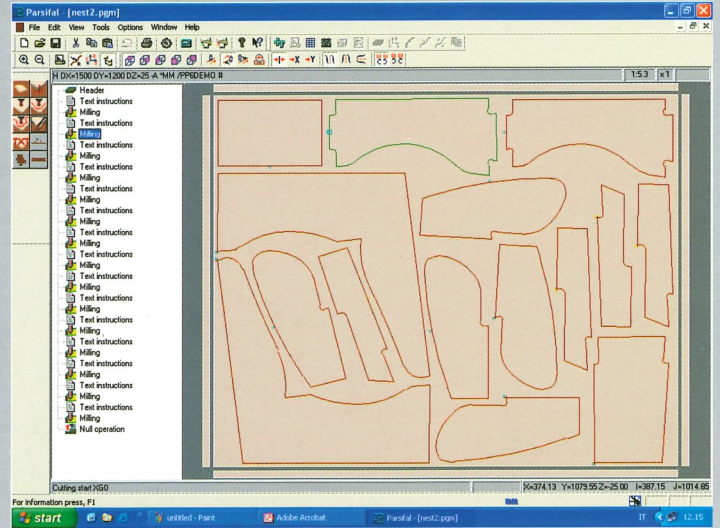 Parsifal - [nest2.pgm]
File Edit View Tools Options Window Help
H DX=1500 DY=1200 DZ=25 -A *MM /PP6DEMO #
1:5.3 x1
Header
Text instructions
Milling
Text instructions
Milling
Text instructions
Milling
Text instructions
Milling
Text instructions
Milling
Text instructions
Milling
Text instructions
Milling
Text instructions
Milling
Text instructions
Milling
Text instructions
Milling
Text instructions
Milling
Text instructions
Milling
Text instructions
Milling
Text instructions
Milling
Text instructions
Milling
Null operation
Cutting start XG0
X=374.13 Y=1079.55 Z=-25.00 I=387.15 J=1014.85
For information press, F1
start
untitled - Paint
Adobe Acrobat
Parsifal - [nest2.pgm]
IT
12.15